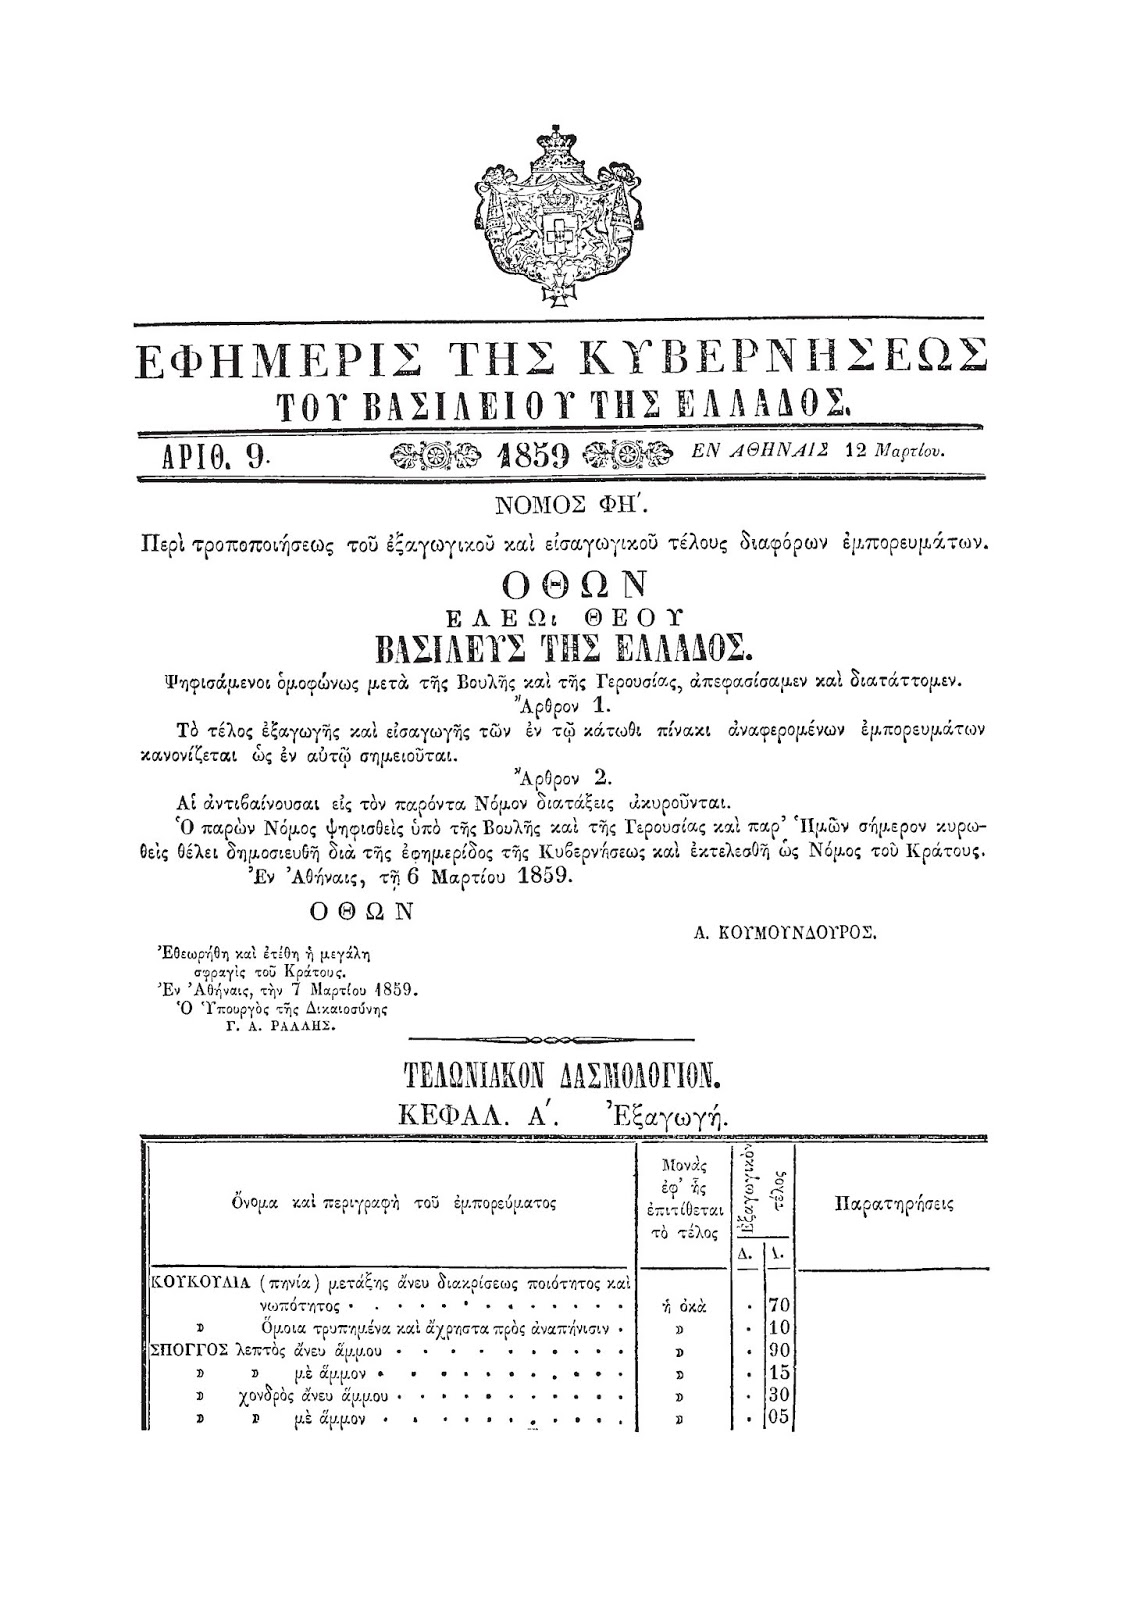 ΕΦΗΜΕΡΙΣ ΤΗΣ ΚΥΒΕΡΝΗΣΕΩΣ
ΤΟΥ ΒΑΣΙΛΕΙΟΥ ΤΗΣ ΕΛΛΑΔΟΣ.
ΑΡΙΘ. 9. 1859 ΕΝ ΑΘΗΝΑΙΣ 12 Μαρτίου.
ΝΟΜΟΣ ΦΗ΄.
Περὶ τροποποιήσεως τοῦ ἐξαγωγικοῦ καὶ εἰσαγωγικοῦ τέλους διαφόρων ἐμπορευμάτων.
ΟΘΩΝ
ΕΛΕΩι ΘΕΟΥ
ΒΑΣΙΛΕΥΣ ΤΗΣ ΕΛΛΑΔΟΣ.
Ψηφισάμενοι ὁμοφώνως μετὰ τῆς Βουλῆς καὶ τῆς Γερουσίας, ἀπεφασίσαμεν καὶ διατάττομεν.
Ἄρθρον 1.
Τὸ τέλος ἐξαγωγῆς καὶ εἰσαγωγῆς τῶν ἐν τῷ κάτωθι πίνακι ἀναφερομένων ἐμπορευμάτων
κανονίζεται ὡς ἐν αὐτῷ σημειοῦται.
Ἄρθρον 2.
Αἱ ἀντιβαίνουσαι εἰς τὸν παρόντα Νόμον διατάξεις ἀκυροῦνται.
Ὁ παρὼν Νόμος ψηφισθεὶς ὑπὸ τῆς Βουλῆς καὶ τῆς Γερουσίας καὶ παρ' Ἡμῶν σήμερον κυρω-
θεὶς θέλει δημοσιευθῆ διὰ τῆς ἐφημερίδος τῆς Κυβερνήσεως καὶ ἐκτελεσθῆ ὡς Νόμος τοῦ Κράτους.
Ἐν Ἀθήναις, τῇ 6 Μαρτίου 1859.
ΟΘΩΝ
Α. ΚΟΥΜΟΥΝΔΟΥΡΟΣ.
Ἐθεωρήθη καὶ ἐτέθη ἡ μεγάλη
σφραγὶς τοῦ Κράτους.
Ἐν Ἀθήναις, τὴν 7 Μαρτίου 1859.
Ὁ Ὑπουργὸς τῆς Δικαιοσύνης
Γ. Α. ΡΑΛΛΗΣ.
ΤΕΛΩΝΙΑΚΟΝ ΔΑΣΜΟΛΟΓΙΟΝ.
ΚΕΦΑΛ. Α΄. Ἐξαγωγή.
Ὄνομα καὶ περιγραφὴ τοῦ ἐμπορεύματος
Μονὰς
ἐφ' ἧς
ἐπιτίθεται
τὸ τέλος
Ἐξαγωγικὸν
τέλος
Δ. Λ.
Παρατηρήσεις
ΚΟΥΚΟΥΛΙΑ (πηνία) μετάξης ἄνευ διακρίσεως ποιότητος καὶ
νωπότητος . . . . . . . . . . . . ἡ ὀκὰ . 70
» Ὅμοια τρυπημένα καὶ ἄχρηστα πρὸς ἀναπήνισιν . » . 10
ΣΠΟΓΓΟΣ λεπτὸς ἄνευ ἄμμου . . . . . . . . . . » . 90
» » μὲ ἄμμον . . . . . . . . . . . » . 15
» χονδρὸς ἄνευ ἄμμου . . . . . . . . . . » . 30
» » μὲ ἄμμον . . . . . . . . . . . » . 05